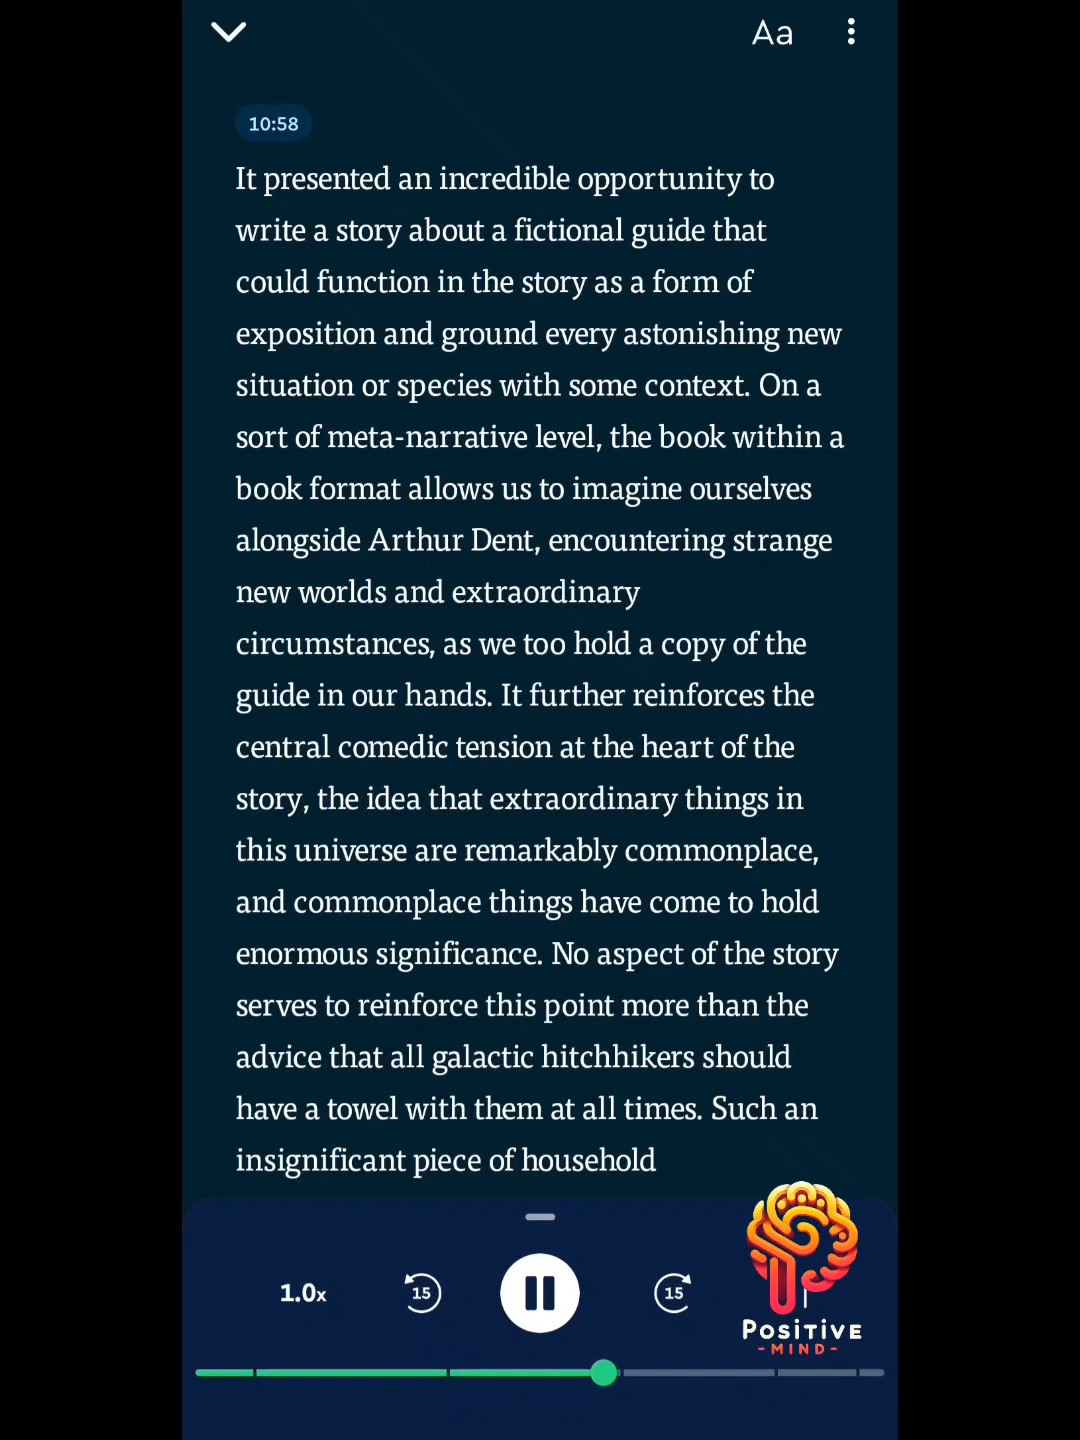 Aa
10:58
It presented an incredible opportunity to
write a story about a fictional guide that
could function in the story as a form of
exposition and ground every astonishing new
situation or species with some context. On a
sort of meta-narrative level, the book within a
book format allows us to imagine ourselves
alongside Arthur Dent, encountering strange
new worlds and extraordinary
circumstances, as we too hold a copy of the
guide in our hands. It further reinforces the
central comedic tension at the heart of the
story, the idea that extraordinary things in
this universe are remarkably commonplace,
and commonplace things have come to hold
enormous significance. No aspect of the story
serves to reinforce this point more than the
advice that all galactic hitchhikers should
have a towel with them at all times. Such an
insignificant piece of household
1.0x
15
15
POSITIVE
-MIND-